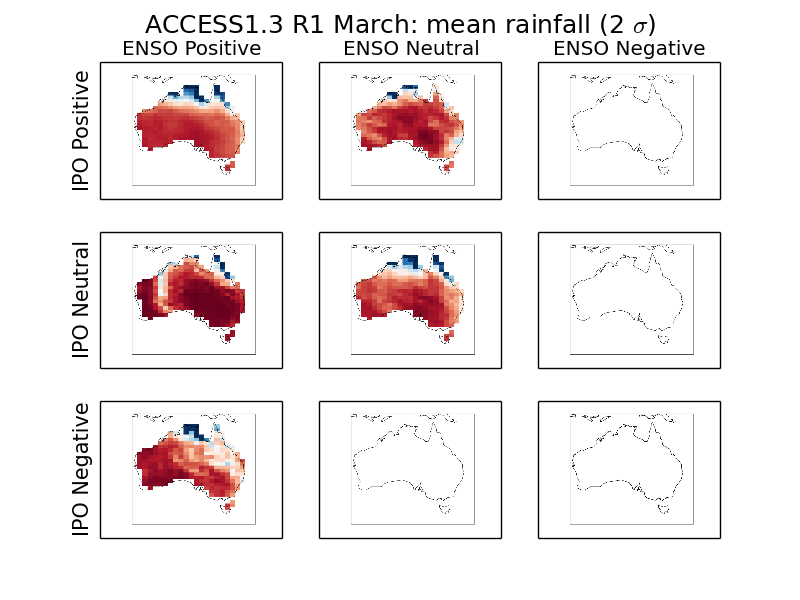 ACCESS1.3 R1 March: mean rainfall (2 σ)
ENSO Positive
ENSO Neutral
ENSO Negative
IPO Positive
IPO Neutral
IPO Negative